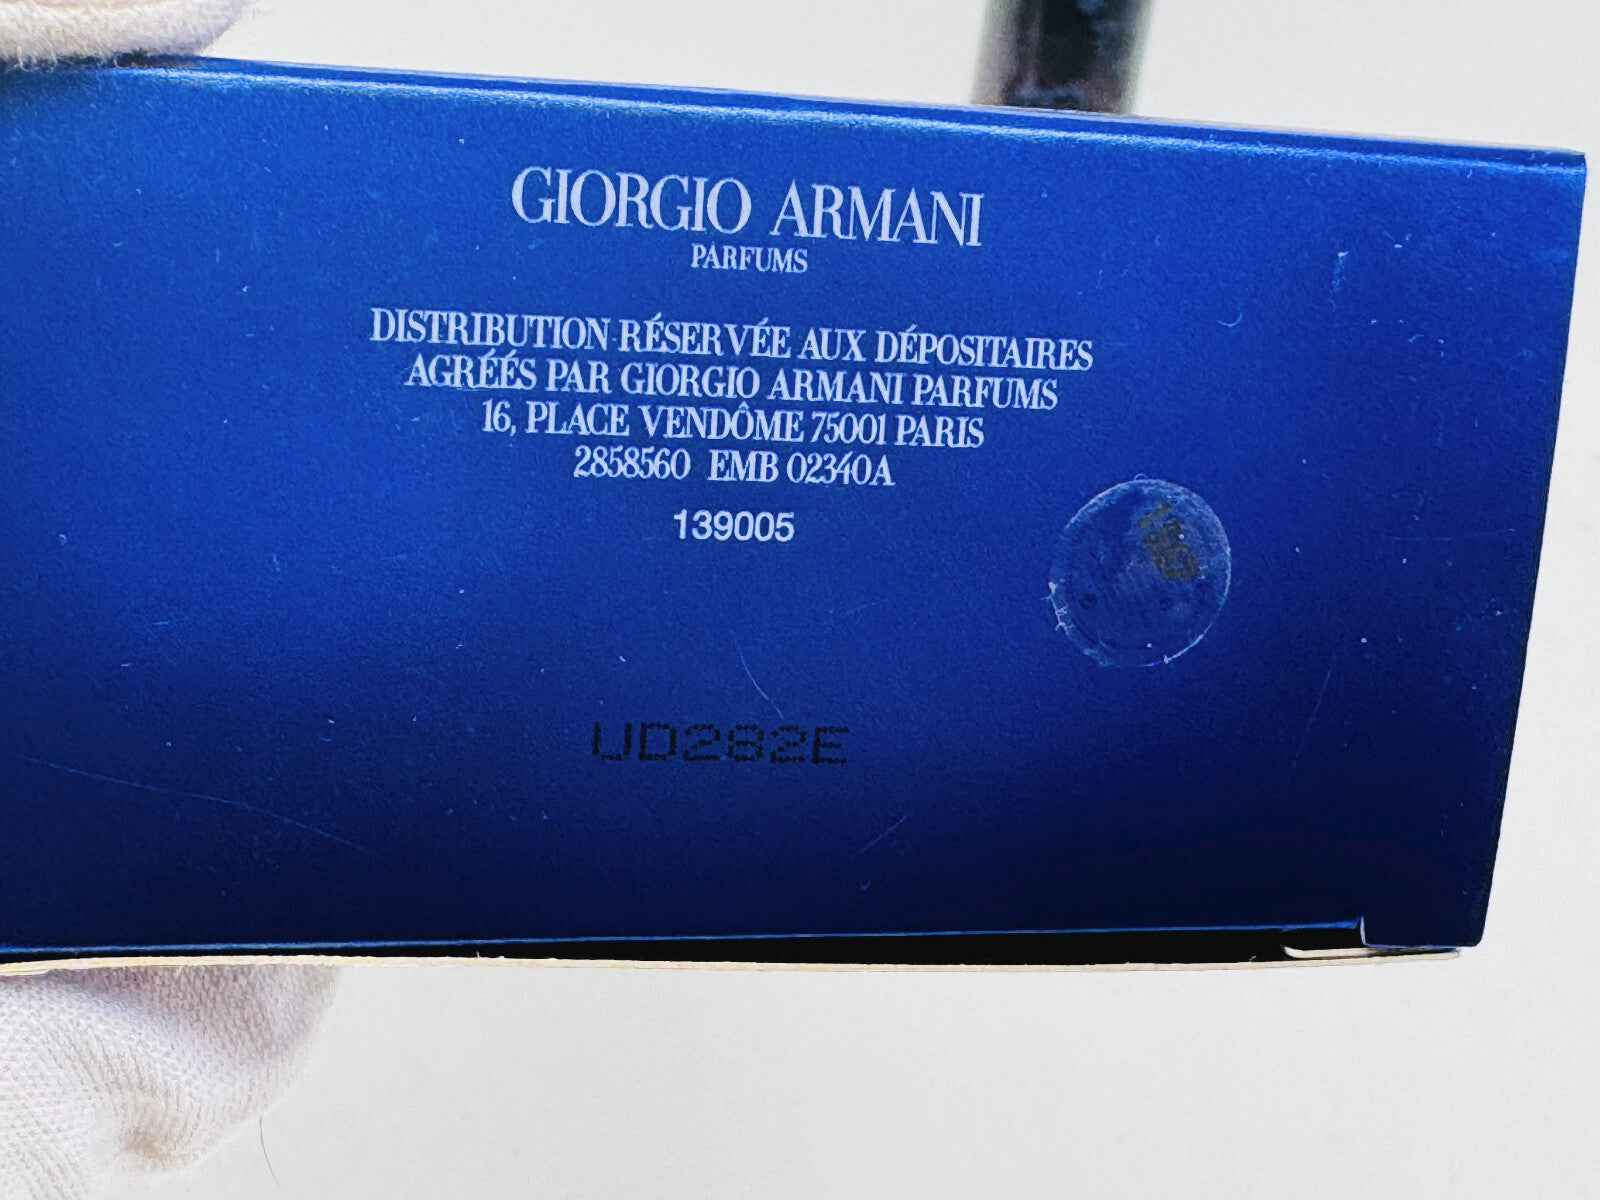 GIORGIO ARMANI
PARFUMS
DISTRIBUTION RÉSERVÉE AUX DÉPOSITAIRES
AGRÉÉS PAR GIORGIO ARMANI PARFUMS
16, PLACE VENDÔME 75001 PARIS
2858560 EMB 02340A
139005
UD282E